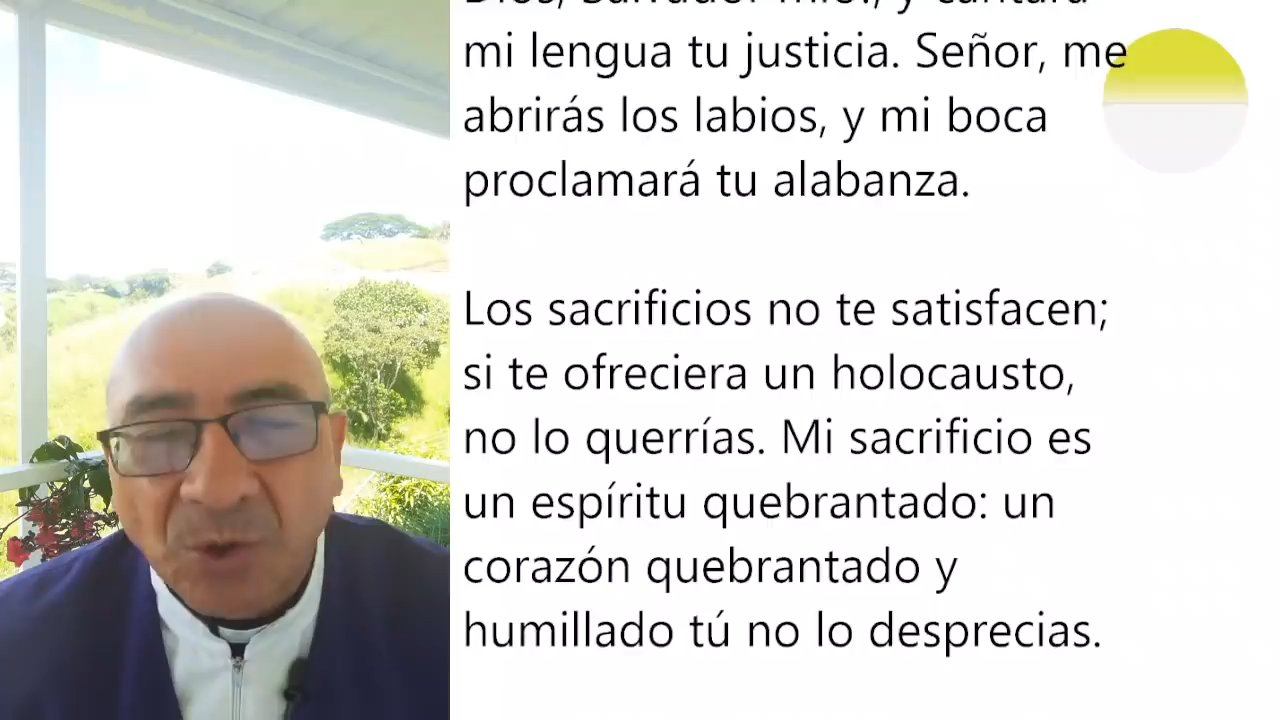 mi lengua tu justicia. Señor, me
abrirás los labios, y mi boca
proclamará tu alabanza.
Los sacrificios no te satisfacen;
si te ofreciera un holocausto,
no lo querrías. Mi sacrificio es
un espíritu quebrantado: un
corazón quebrantado y
humillado tú no lo desprecias.